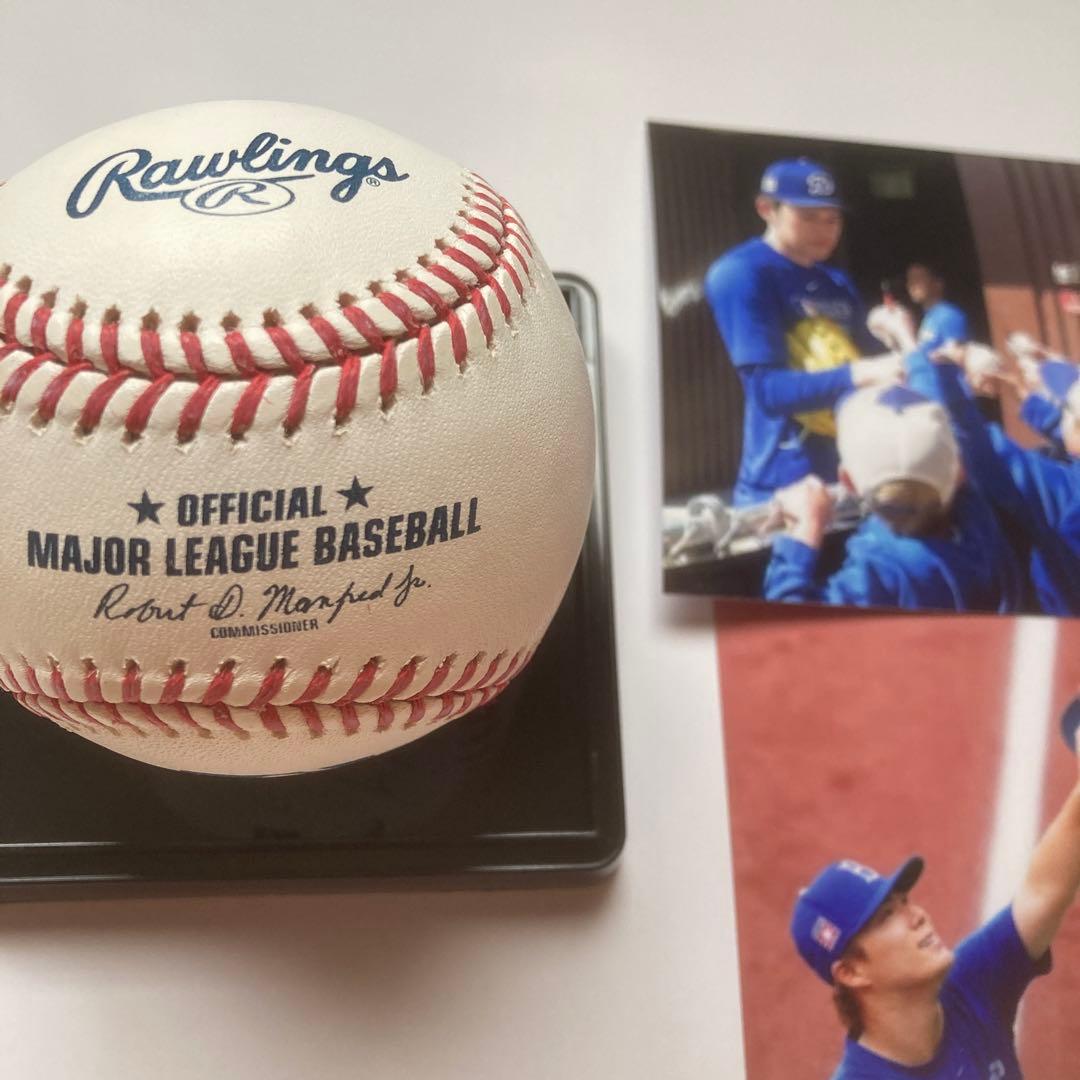 Rawlings®
R
★ OFFICIAL ★
MAJOR LEAGUE BASEBALL
Robert D. Manfred Jr.
COMMISSIONER